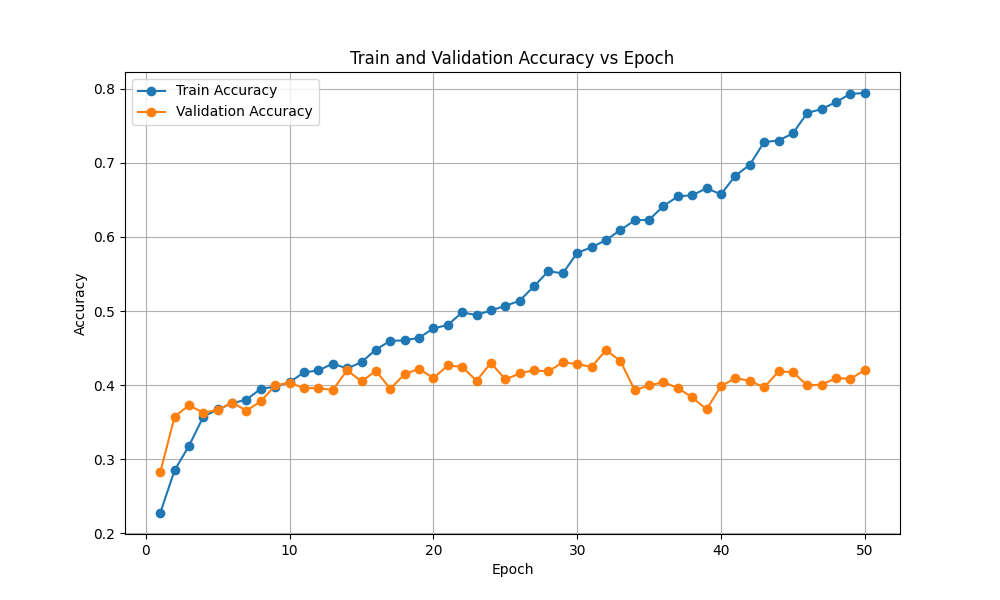 Train and Validation Accuracy vs Epoch
Train Accuracy
Validation Accuracy
0.8
0.7
0.6
0.5
0.4
0.3
0.2
Accuracy
0
10
20
30
40
50
Epoch